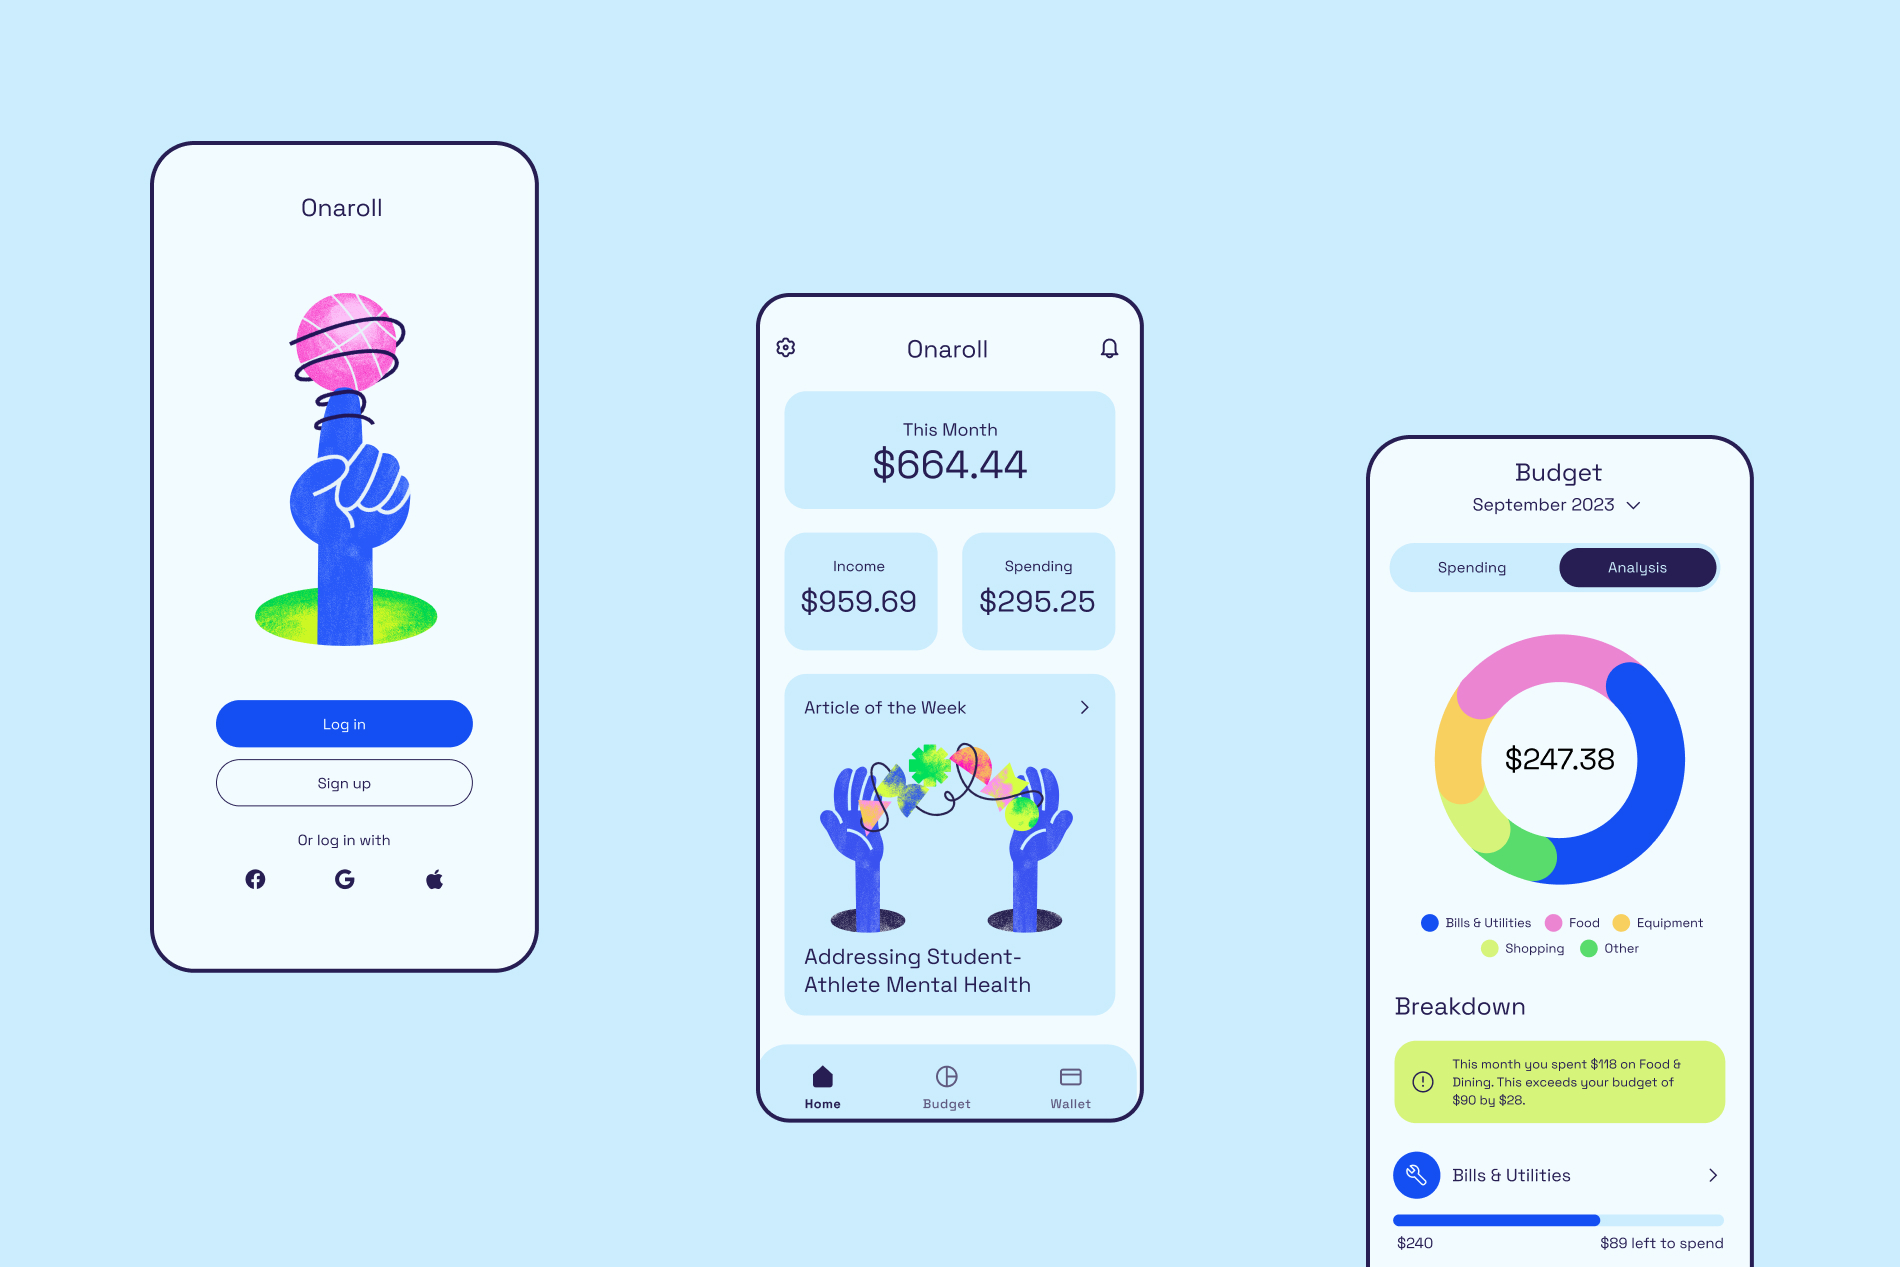 Onaroll
Log in
Sign up
Or log in with
Onaroll
This Month
$664.44
Income
$959.69
Spending
$295.25
Article of the Week
Addressing Student-
Athlete Mental Health
Home
Budget
Wallet
Budget
September 2023
Spending
Analysis
$247.38
Bills & Utilities
Food
Equipment
Shopping
Other
Breakdown
This month you spent $118 on Food &
Dining. This exceeds your budget of
$90 by $28.
Bills & Utilities
$240
$89 left to spend